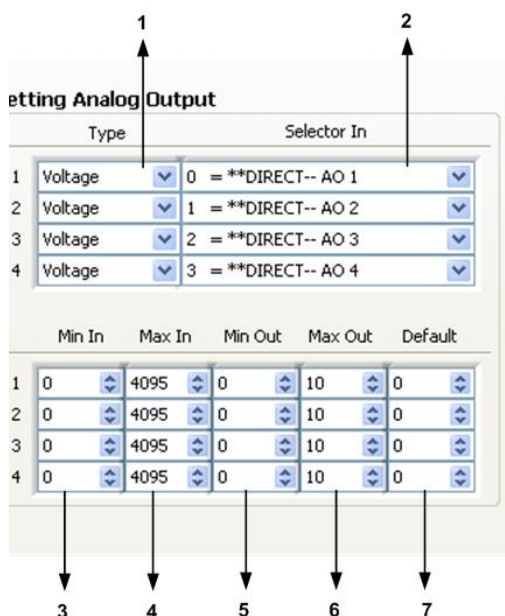 1 2
etting Analog Output
Type Selector In
1 Voltage 0 = **DIRECT-- AO 1
2 Voltage 1 = **DIRECT-- AO 2
3 Voltage 2 = **DIRECT-- AO 3
4 Voltage 3 = **DIRECT-- AO 4
Min In Max In Min Out Max Out Default
1 0 4095 0 10 0
2 0 4095 0 10 0
3 0 4095 0 10 0
4 0 4095 0 10 0
3 4 5 6 7